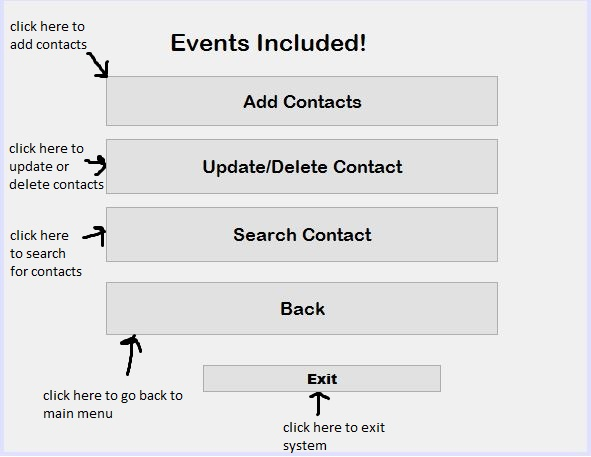 click here to
add contacts
Events Included!
Add Contacts
click here to
update or
delete contacts
Update/Delete Contact
click here
to search
for contacts
Search Contact
Back
click here to go back to
main menu
Exit
click here to exit
system